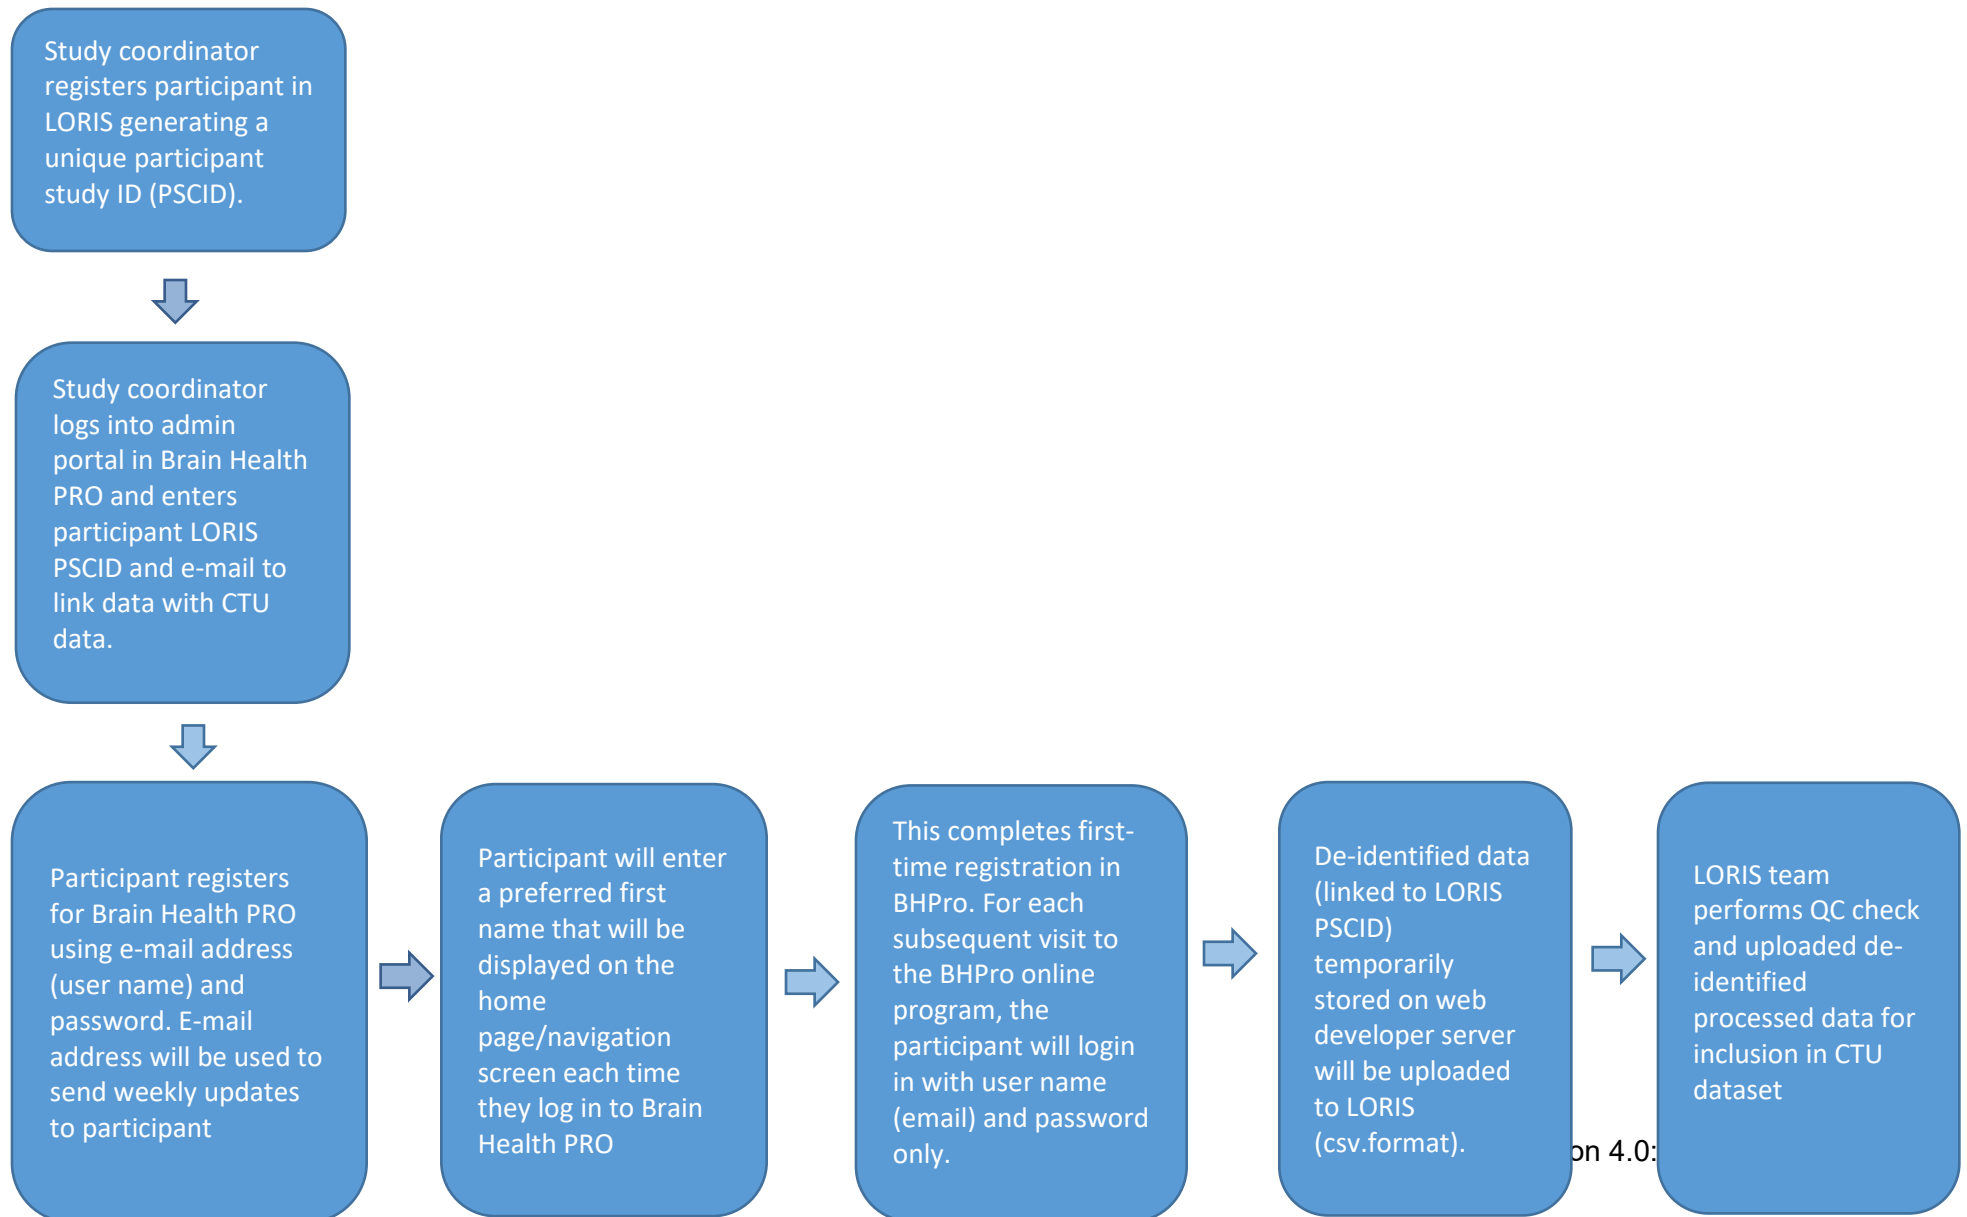 Study coordinator
registers participant in
LORIS generating a
unique participant
study ID (PSCID).
Study coordinator
logs into admin
portal in Brain Health
PRO and enters
participant LORIS
PSCID and e-mail to
link data with CTU
data.
Participant registers
for Brain Health PRO
using e-mail address
(user name) and
password. E-mail
address will be used to
send weekly updates
to participant
Participant will enter
a preferred first
name that will be
displayed on the
home
page/navigation
screen each time
they log in to Brain
Health PRO
This completes first-
time registration in
BHPro. For each
subsequent visit to
the BHPro online
program, the
participant will login
in with user name
(email) and password
only.
De-identified data
(linked to LORIS
PSCID)
temporarily
stored on web
developer server
will be uploaded
to LORIS
(csv.format).
LORIS team
performs QC check
and uploaded de-
identified
processed data for
inclusion in CTU
dataset
on 4.0: